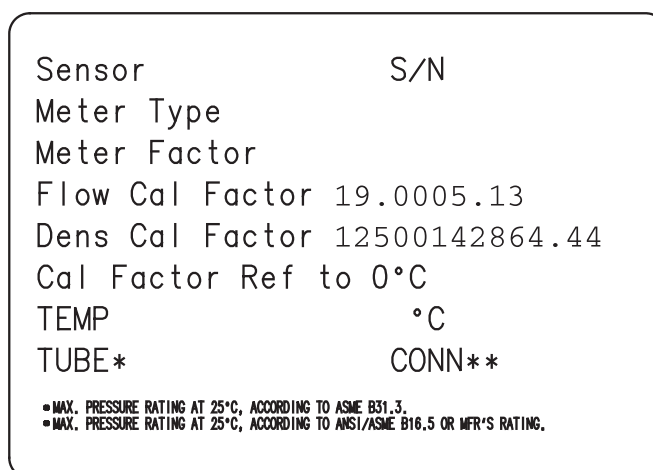 Sensor S/N
Meter Type
Meter Factor
Flow Cal Factor 19.0005.13
Dens Cal Factor 12500142864.44
Cal Factor Ref to 0°C
TEMP °C
TUBE* CONN**
*MAX. PRESSURE RATING AT 25°C, ACCORDING TO ASME B31.3.
*MAX. PRESSURE RATING AT 25°C, ACCORDING TO ANSI/ASME B16.5 OR MFR'S RATING.